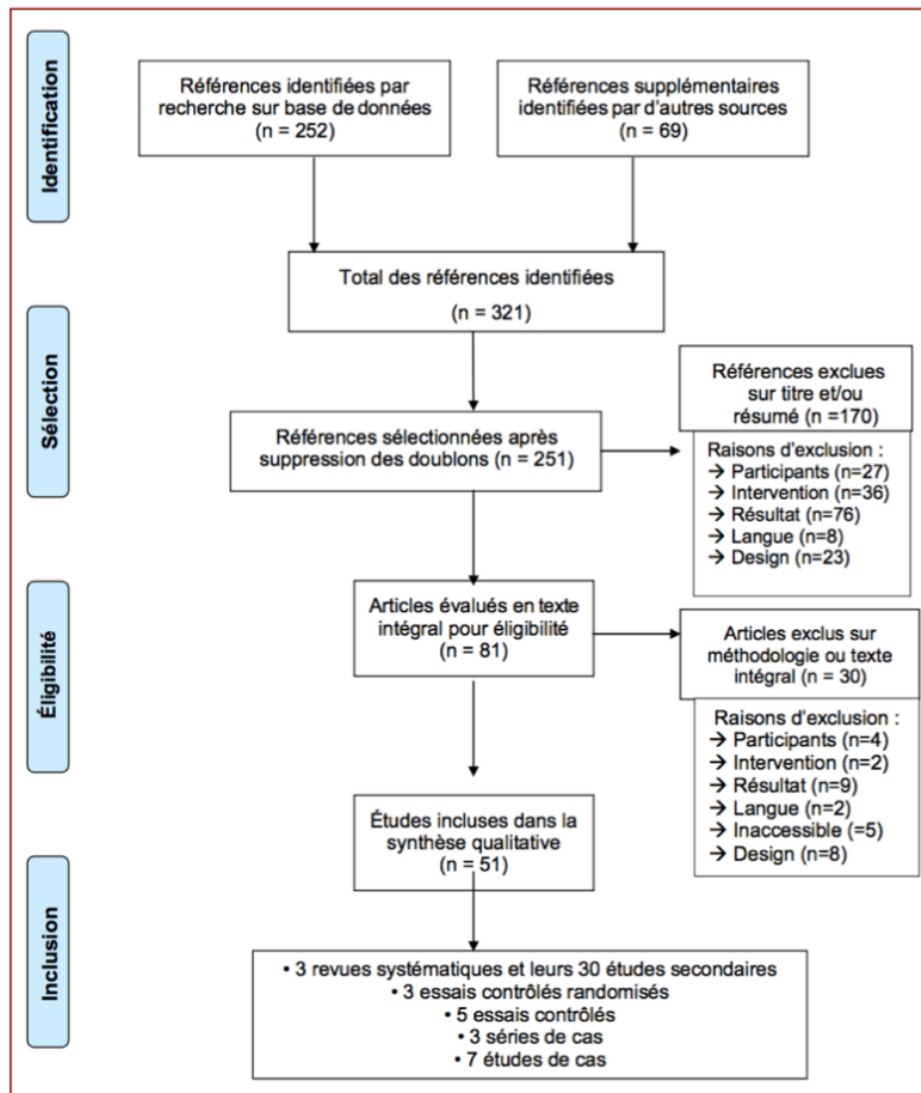 Identification
Références identifiées par
recherche sur base de données
(n = 252)
Références supplémentaires
identifiées par d'autres sources
(n = 69)
Total des références identifiées
(n = 321)
Sélection
Références sélectionnées après
suppression des doublons (n = 251)
Références exclues
sur titre et/ou
résumé (n =170)
Raisons d'exclusion :
→ Participants (n=27)
→ Intervention (n=36)
→ Résultat (n=76)
→ Langue (n=8)
→ Design (n=23)
Éligibilité
Articles évalués en texte
intégral pour éligibilité
(n = 81)
Articles exclus sur
méthodologie ou texte
intégral (n = 30)
Raisons d'exclusion :
→ Participants (n=4)
→ Intervention (n=2)
→ Résultat (n=9)
→ Langue (n=2)
→ Inaccessible (=5)
→ Design (n=8)
Inclusion
Études incluses dans la
synthèse qualitative
(n = 51)
• 3 revues systématiques et leurs 30 études secondaires
• 3 essais contrôlés randomisés
• 5 essais contrôlés
• 3 séries de cas
• 7 études de cas